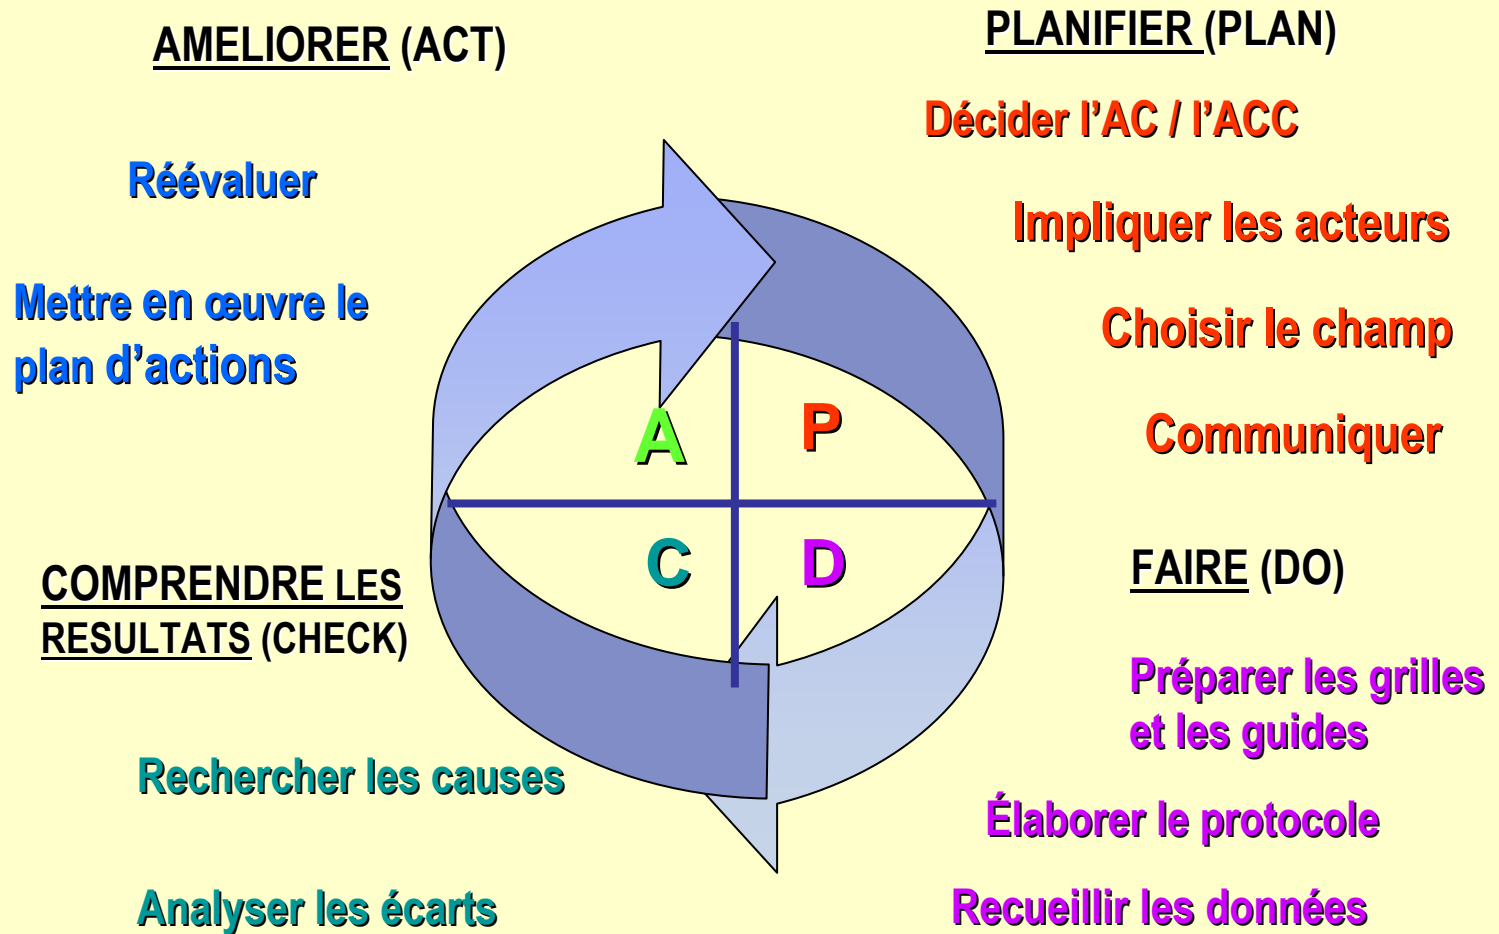 AMELIORER (ACT)
Réévaluer
Mettre en œuvre le
plan d’actions
PLANIFIER (PLAN)
Décider l’AC / l’ACC
Impliquer les acteurs
Choisir le champ
Communiquer
A
P
C
D
COMPRENDRE LES
RESULTATS (CHECK)
Rechercher les causes
Analyser les écarts
FAIRE (DO)
Préparer les grilles
et les guides
Élaborer le protocole
Recueillir les données